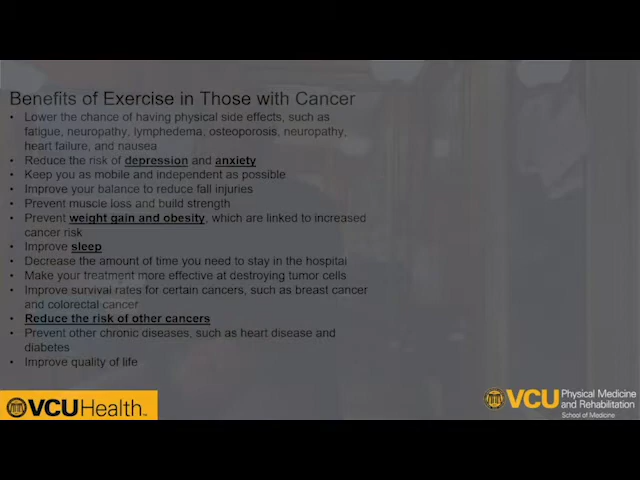 Benefits of Exercise in Those with Cancer
• Lower the chance of having physical side effects, such as
fatigue, neuropathy, lymphedema, osteoporosis, neuropathy,
heart failure, and nausea
• Reduce the risk of depression and anxiety
• Keep you as mobile and independent as possible
• Improve your balance to reduce fall injuries
• Prevent muscle loss and build strength
• Prevent weight gain and obesity, which are linked to increased
cancer risk
• Improve sleep
• Decrease the amount of time you need to stay in the hospital
• Make your treatment more effective at destroying tumor cells
• Improve survival rates for certain cancers, such as breast cancer
and colorectal cancer
• Reduce the risk of other cancers
• Prevent other chronic diseases, such as heart disease and
diabetes
• Improve quality of life
VCUHealth™
VCU Physical Medicine
and Rehabilitation
School of Medicine